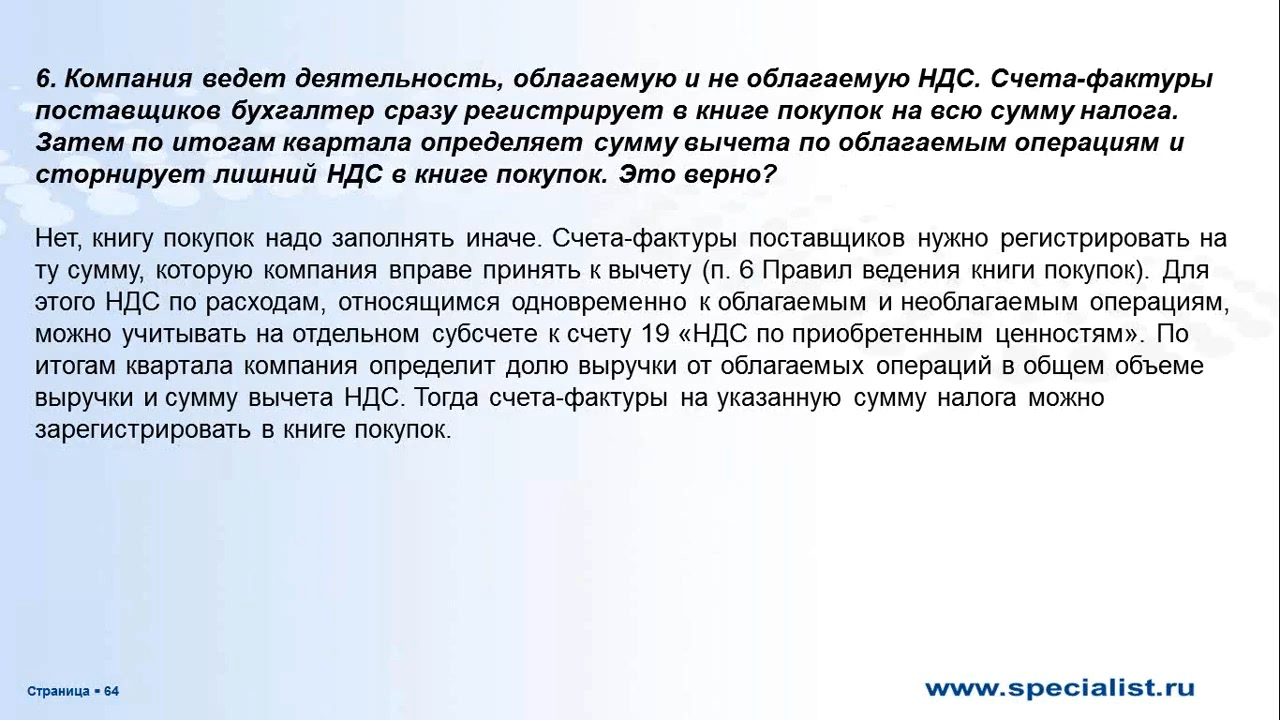 6. Компания ведет деятельность, облагаемую и не облагаемую НДС. Счета-фактуры
поставщиков бухгалтер сразу регистрирует в книге покупок на всю сумму налога.
Затем по итогам квартала определяет сумму вычета по облагаемым операциям и
сторнирует лишний НДС в книге покупок. Это верно?
Нет, книгу покупок надо заполнять иначе. Счета-фактуры поставщиков нужно регистрировать на
ту сумму, которую компания вправе принять к вычету (п. 6 Правил ведения книги покупок). Для
этого НДС по расходам, относящимся одновременно к облагаемым и необлагаемым операциям,
можно учитывать на отдельном субсчете к счету 19 «НДС по приобретенным ценностям». По
итогам квартала компания определит долю выручки от облагаемых операций в общем объеме
выручки и сумму вычета НДС. Тогда счета-фактуры на указанную сумму налога можно
зарегистрировать в книге покупок.
Страница ▪ 64
www.specialist.ru